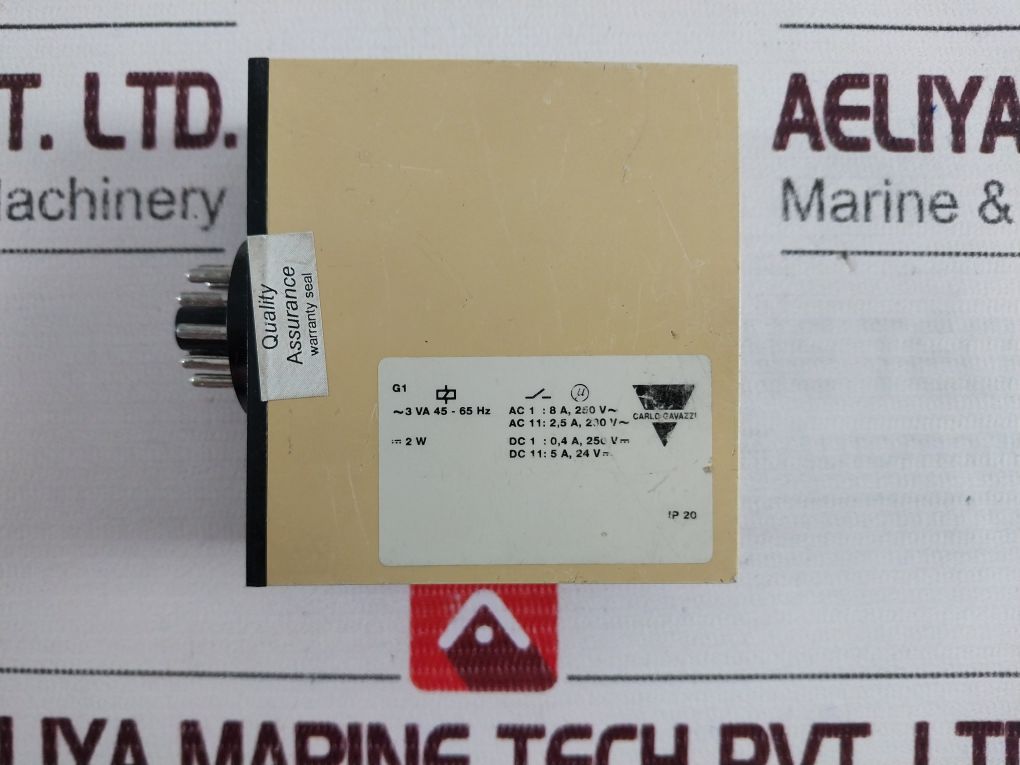 T. LTD.
achinery
AELIYA
Marine &
Quality
Assurance
warranty seal
G1
~3 VA 45 - 65 Hz
⎓ 2 W
µ
AC 1 : 8 A, 250 V~
AC 11: 2,5 A, 230 V~
DC 1 : 0,4 A, 250 V⎓
DC 11: 5 A, 24 V⎓
CARLO GAVAZZI
IP 20
LIYA MARINE TECH PVT. LT